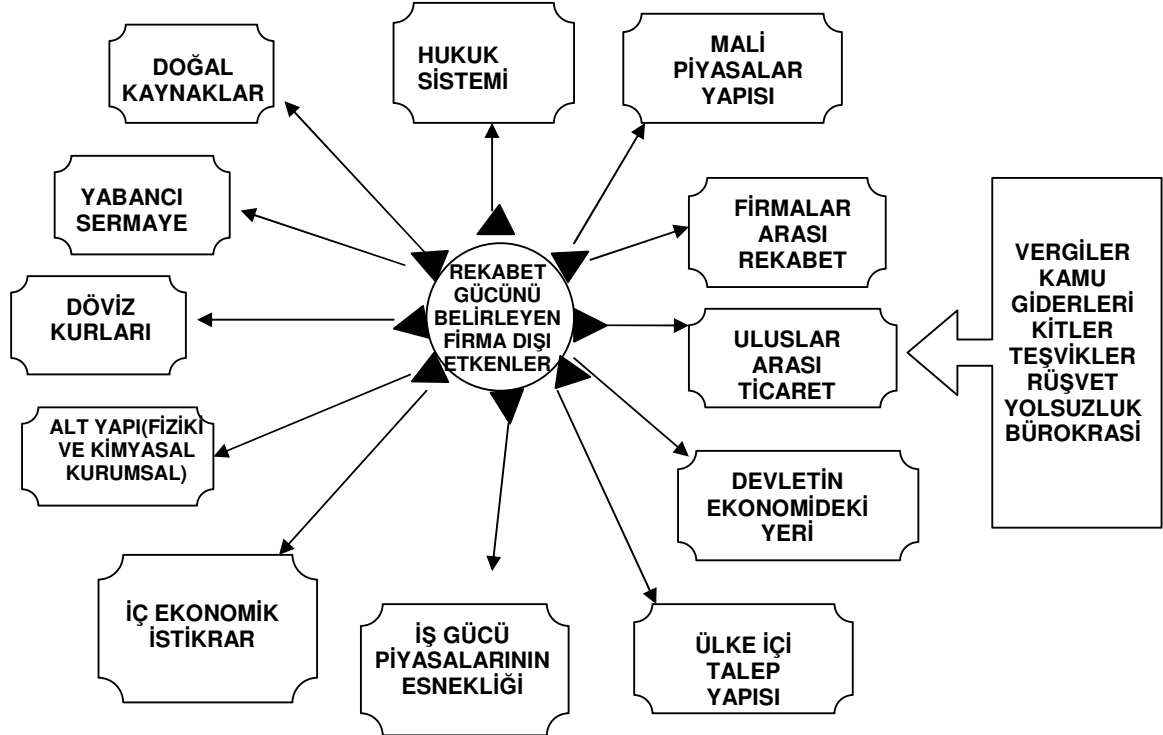 DOĞAL
KAYNAKLAR
HUKUK
SİSTEMİ
MALİ
PİYASALAR
YAPISI
YABANCI
SERMAYE
FİRMALAR
ARASI
REKABET
DÖVİZ
KURLARI
REKABET
GÜCÜNÜ
BELİRLEYEN
FİRMA DIŞI
ETKENLER
ULUSLAR
ARASI
TİCARET
VERGİLER
KAMU
GİDERLERİ
KİTLER
TEŞVİKLER
RÜŞVET
YOLSUZLUK
BÜROKRASİ
ALT YAPI(FİZİKİ
VE KİMYASAL
KURUMSAL)
DEVLETİN
EKONOMİDEKİ
YERİ
İÇ EKONOMİK
İSTİKRAR
İŞ GÜCÜ
PİYASALARININ
ESNEKLİĞİ
ÜLKE İÇİ
TALEP
YAPISI